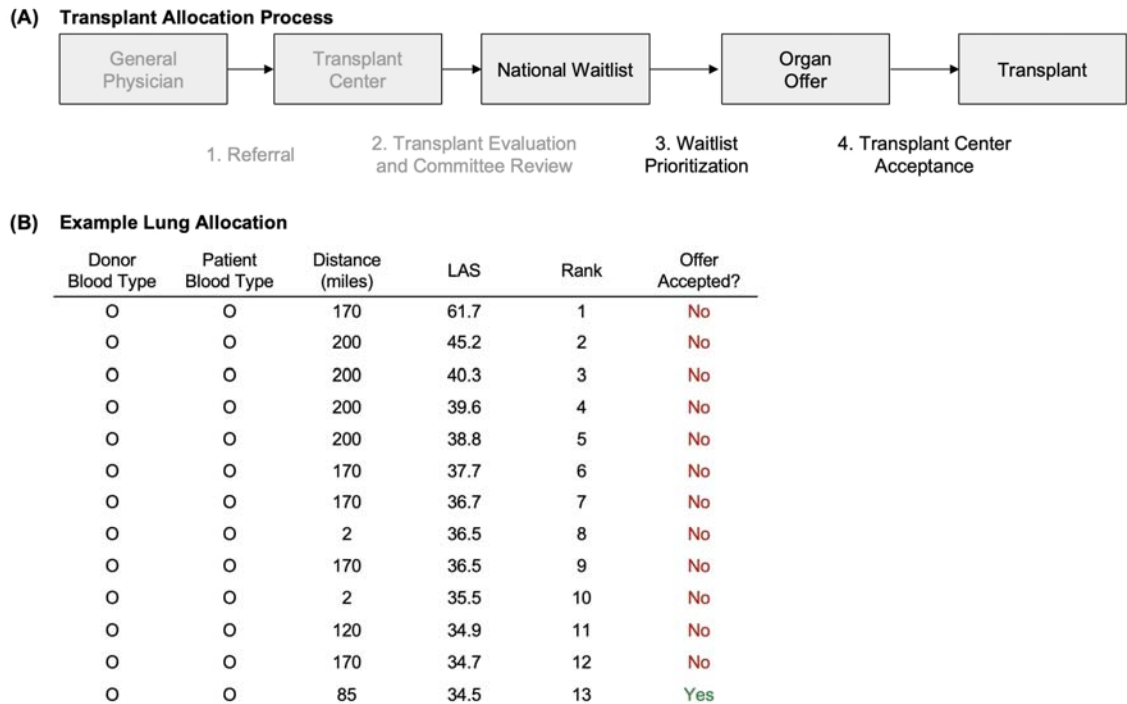 (A) Transplant Allocation Process
General Physician
Transplant Center
National Waitlist
Organ Offer
Transplant
1. Referral
2. Transplant Evaluation and Committee Review
3. Waitlist Prioritization
4. Transplant Center Acceptance
(B) Example Lung Allocation
Donor Blood Type Patient Blood Type Distance (miles) LAS Rank Offer Accepted?
O O 170 61.7 1 No
O O 200 45.2 2 No
O O 200 40.3 3 No
O O 200 39.6 4 No
O O 200 38.8 5 No
O O 170 37.7 6 No
O O 170 36.7 7 No
O O 2 36.5 8 No
O O 170 36.5 9 No
O O 2 35.5 10 No
O O 120 34.9 11 No
O O 170 34.7 12 No
O O 85 34.5 13 Yes